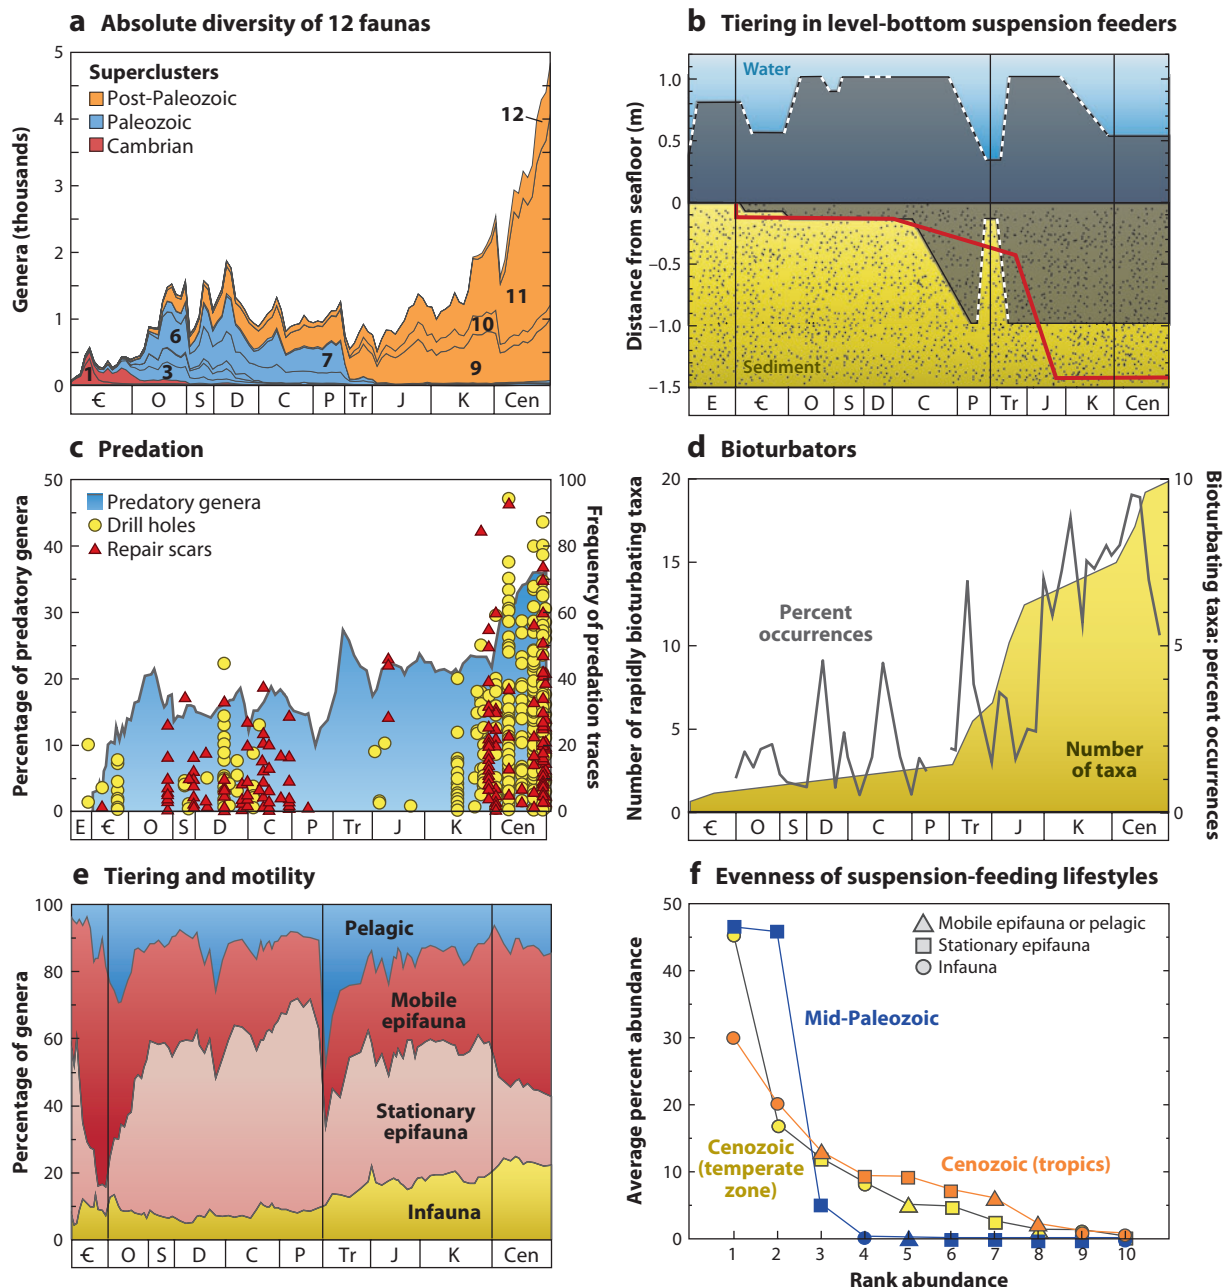 a Absolute diversity of 12 faunas
Genera (thousands)
5
4
3
2
1
0
Superclusters
Post-Paleozoic
Paleozoic
Cambrian
12
11
10
9
7
6
3
1
Є O S D C P Tr J K Cen
b Tiering in level-bottom suspension feeders
Distance from seafloor (m)
1.0
0.5
0
–0.5
–1.0
–1.5
Water
Sediment
E Є O S D C P Tr J K Cen
c Predation
Percentage of predatory genera
50
40
30
20
10
0
Predatory genera
Drill holes
Repair scars
100
80
60
40
20
0
Frequency of predation traces
E Є O S D C P Tr J K Cen
d Bioturbators
Number of rapidly bioturbating taxa
20
15
10
5
0
Percent
occurrences
Number
of taxa
10
5
0
Bioturbating taxa: percent occurrences
Є O S D C P Tr J K Cen
e Tiering and motility
Percentage of genera
100
80
60
40
20
0
Pelagic
Mobile
epifauna
Stationary
epifauna
Infauna
Є O S D C P Tr J K Cen
f Evenness of suspension-feeding lifestyles
Average percent abundance
50
40
30
20
10
0
Mobile epifauna or pelagic
Stationary epifauna
Infauna
Mid-Paleozoic
Cenozoic
(temperate
zone)
Cenozoic (tropics)
1 2 3 4 5 6 7 8 9 10
Rank abundance